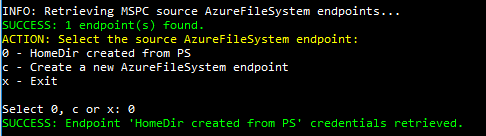 INFO: Retrieving MSPC source AzureFileSystem endpoints...
SUCCESS: 1 endpoint(s) found.
ACTION: Select the source AzureFileSystem endpoint:
0 - HomeDir created from PS
c - Create a new AzureFileSystem endpoint
x - Exit
Select 0, c or x: 0
SUCCESS: Endpoint 'HomeDir created from PS' credentials retrieved.